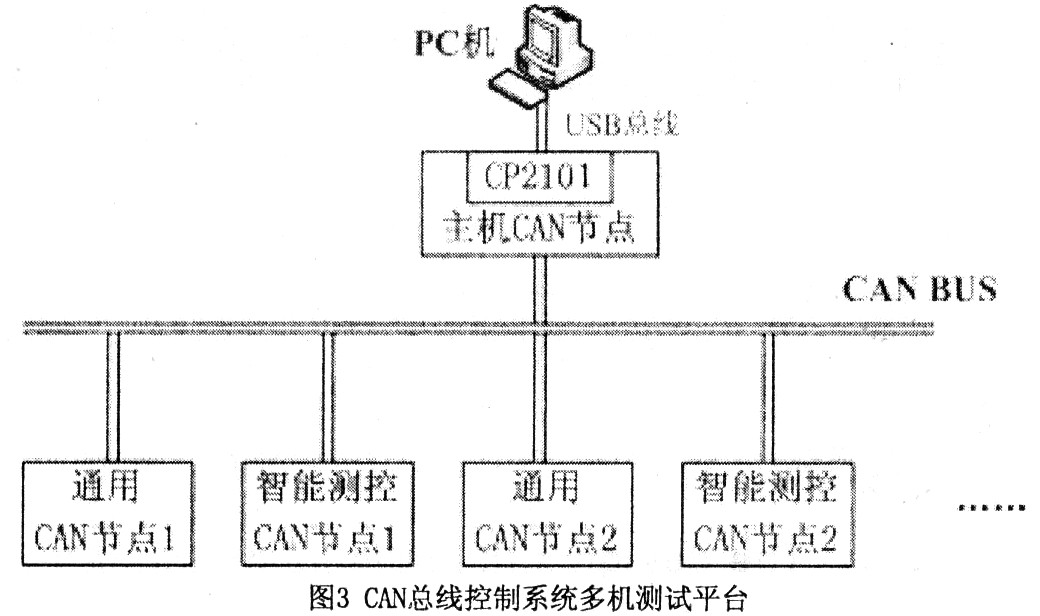 PC机
USB总线
CP2101
主机CAN节点
CAN BUS
通用
CAN节点1
智能测控
CAN节点1
通用
CAN节点2
智能测控
CAN节点2
……
图3 CAN总线控制系统多机测试平台